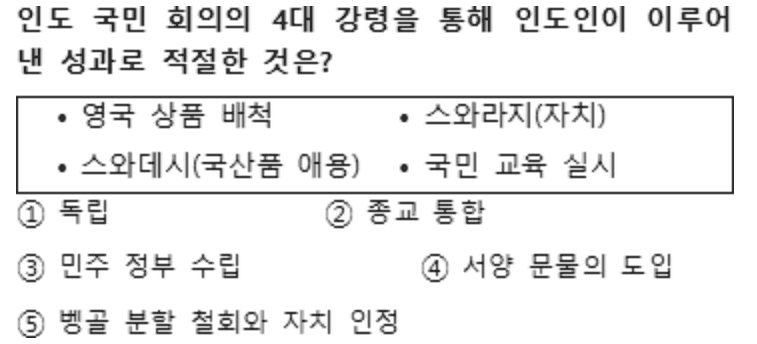 인도 국민 회의의 4대 강령을 통해 인도인이 이루어
낸 성과로 적절한 것은?
• 영국 상품 배척 • 스와라지(자치)
• 스와데시(국산품 애용) • 국민 교육 실시
① 독립 ② 종교 통합
③ 민주 정부 수립 ④ 서양 문물의 도입
⑤ 벵골 분할 철회와 자치 인정